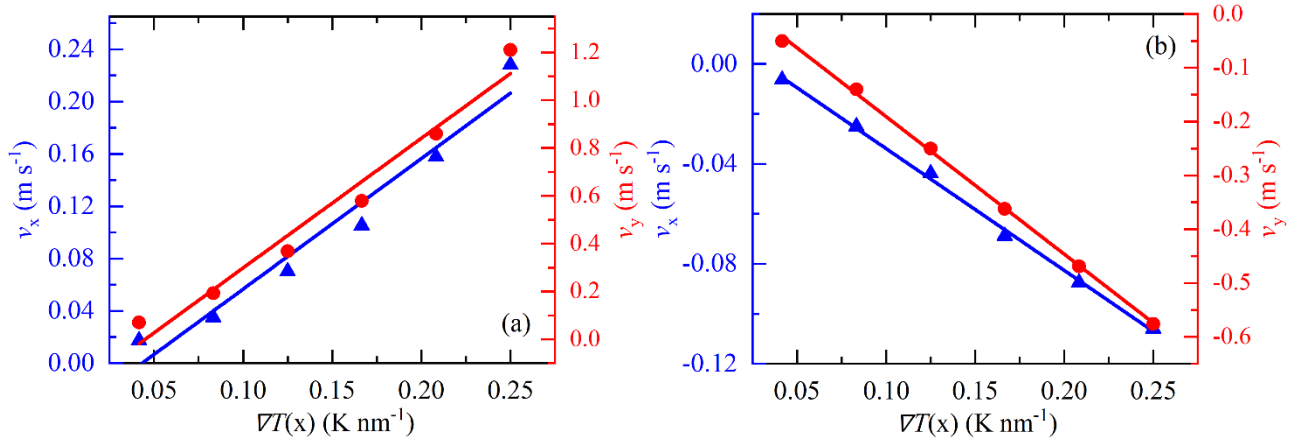 0.24
0.20
0.16
0.12
0.08
0.04
0.00
vx (m s-1)
1.2
1.0
0.8
0.6
0.4
0.2
0.0
vy (m s-1)
(a)
0.05 0.10 0.15 0.20 0.25
∇T(x) (K nm-1)
0.00
-0.04
-0.08
-0.12
vx (m s-1)
0.0
-0.1
-0.2
-0.3
-0.4
-0.5
-0.6
vy (m s-1)
(b)
0.05 0.10 0.15 0.20 0.25
∇T(x) (K nm-1)